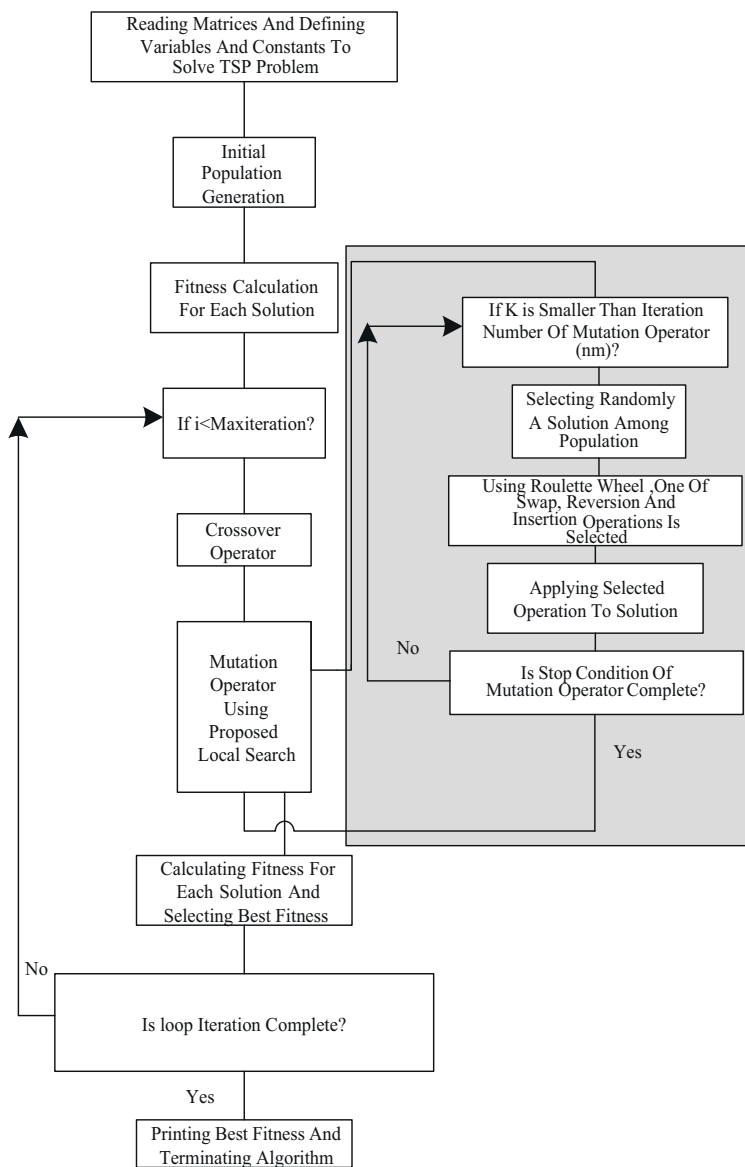 Reading Matrices And Defining
Variables And Constants To
Solve TSP Problem
Initial
Population
Generation
Fitness Calculation
For Each Solution
If i<Maxiteration?
Crossover
Operator
Mutation
Operator
Using
Proposed
Local Search
If K is Smaller Than Iteration
Number Of Mutation Operator
(nm)?
Selecting Randomly
A Solution Among
Population
Using Roulette Wheel ,One Of
Swap, Reversion And
Insertion Operations Is
Selected
Applying Selected
Operation To Solution
No
Is Stop Condition Of
Mutation Operator Complete?
Yes
Calculating Fitness For
Each Solution And
Selecting Best Fitness
No
Is loop Iteration Complete?
Yes
Printing Best Fitness And
Terminating Algorithm